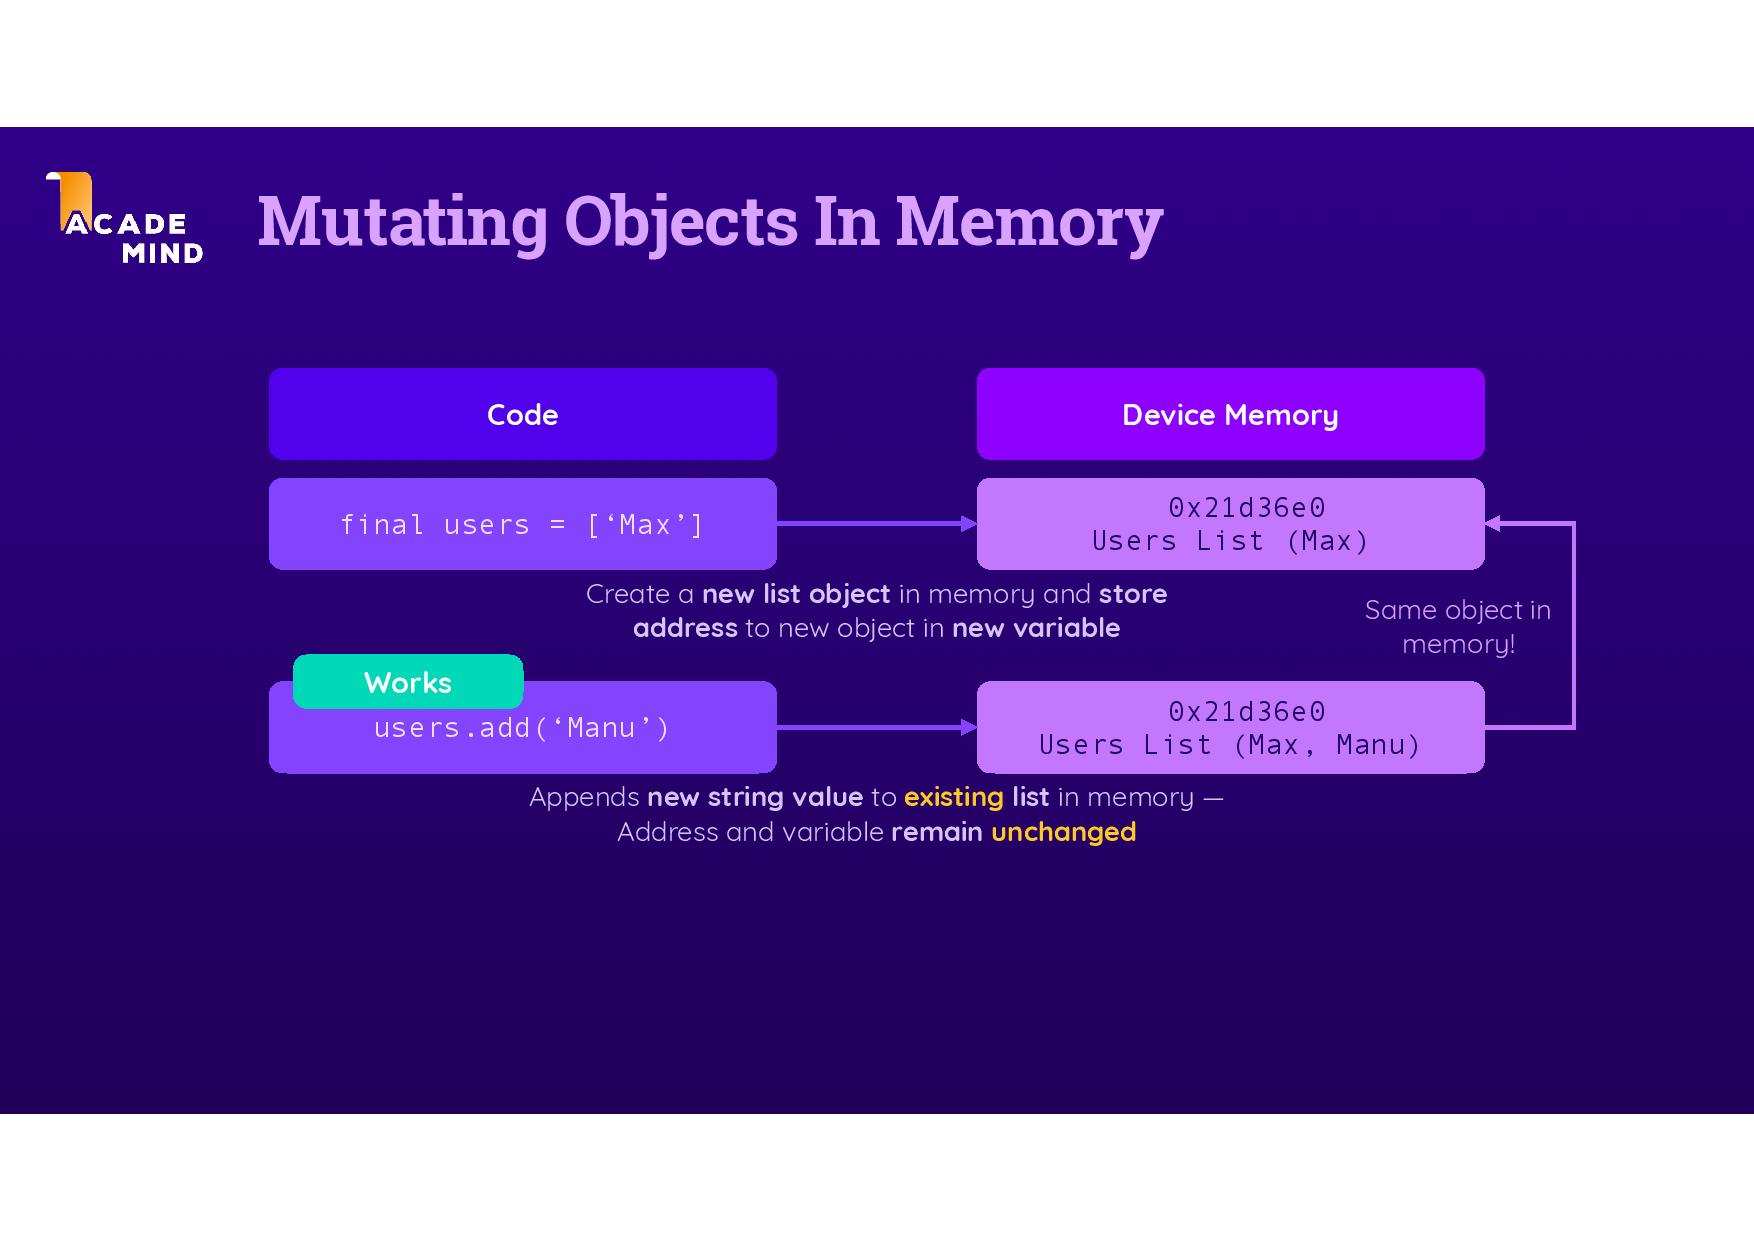 ACADE
MIND
Mutating Objects In Memory
Code
Device Memory
final users = [‘Max’]
0x21d36e0
Users List (Max)
Create a new list object in memory and store
address to new object in new variable
Same object in
memory!
Works
users.add(‘Manu’)
0x21d36e0
Users List (Max, Manu)
Appends new string value to existing list in memory —
Address and variable remain unchanged